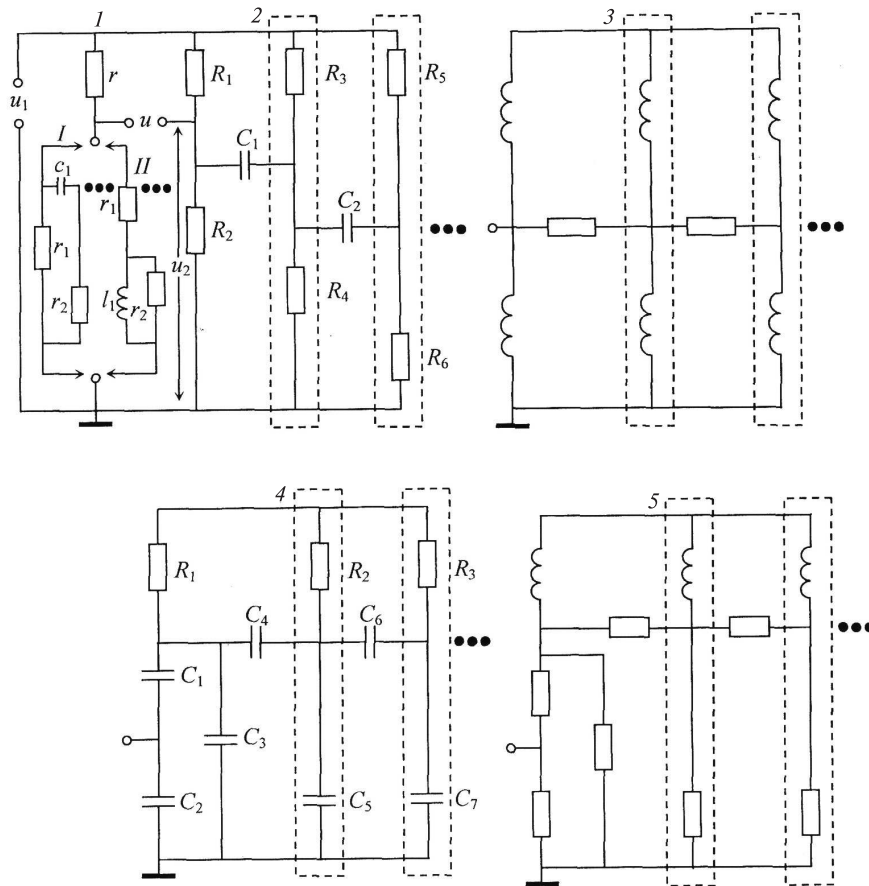 1
2
3
u₁
r
R₁
R₃
R₅
u
I
II
C₁
c₁
r₁
C₂
r₁
R₂
u₂
r₂
l₁
r₂
R₄
R₆
4
5
R₁
R₂
R₃
C₄
C₆
C₁
C₃
C₂
C₅
C₇